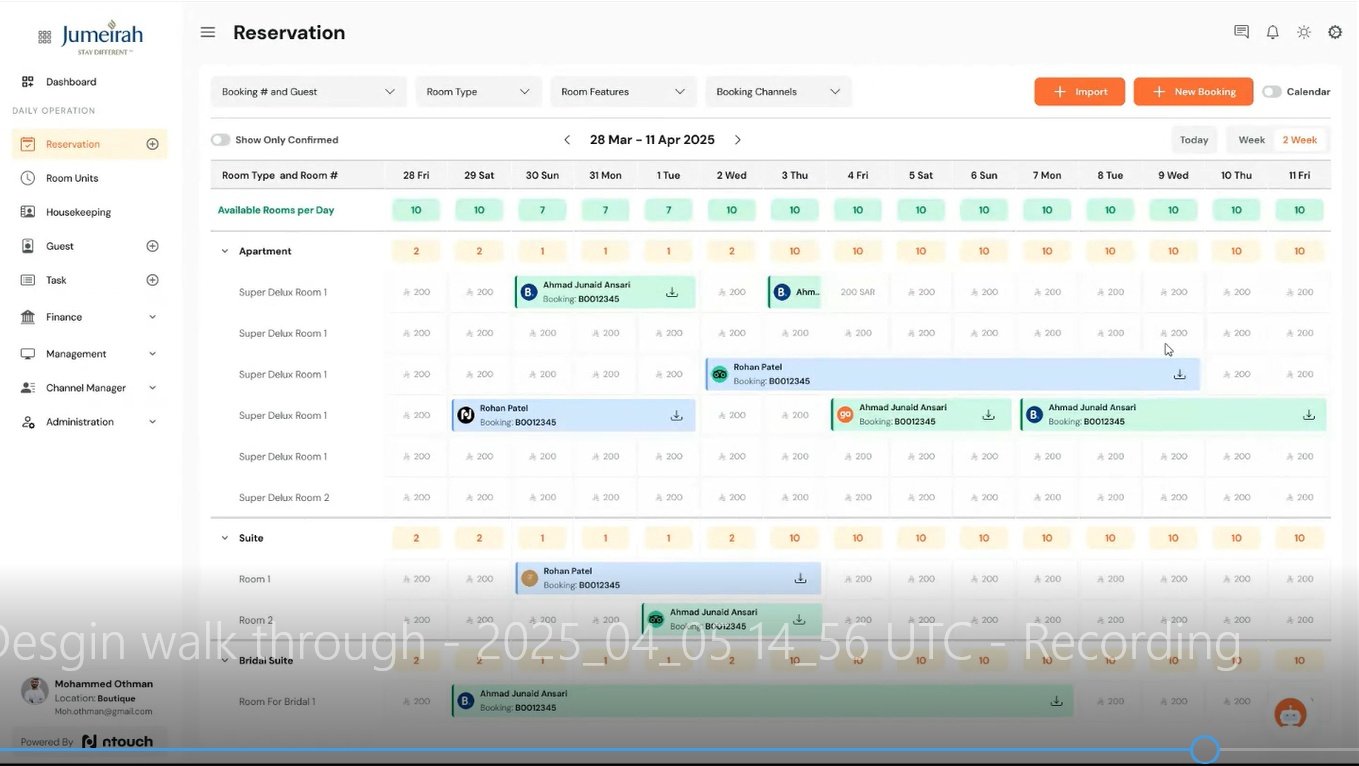 Jumeirah
STAY DIFFERENT™
Reservation
Dashboard
DAILY OPERATION
Reservation
Room Units
Housekeeping
Guest
Task
Finance
Management
Channel Manager
Administration
Booking # and Guest Room Type Room Features Booking Channels Import New Booking Calendar
Show Only Confirmed 28 Mar - 11 Apr 2025 Today Week 2 Week
Room Type and Room # 28 Fri 29 Sat 30 Sun 31 Mon 1 Tue 2 Wed 3 Thu 4 Fri 5 Sat 6 Sun 7 Mon 8 Tue 9 Wed 10 Thu 11 Fri
Available Rooms per Day 10 10 7 7 7 10 10 10 10 10 10 10 10 10 10
Apartment 2 2 1 1 1 2 10 10 10 10 10 10 10 10 10
Super Delux Room 1 200 200 B. Ahmad Junaid Ansari 200 B. Ahm.. 200 SAR 200 200 200 200 200 200 200
Booking: B0012345
Super Delux Room 1 200 200 200 200 200 200 200 200 200 200 200 200 200 200 200
Super Delux Room 1 200 200 200 200 200 Rohan Patel 200 200
Booking: B0012345
Super Delux Room 1 200 Rohan Patel 200 200 go Ahmad Junaid Ansari B. Ahmad Junaid Ansari
Booking: B0012345 Booking: B0012345 Booking: B0012345
Super Delux Room 1 200 200 200 200 200 200 200 200 200 200 200 200 200 200 200
Super Delux Room 2 200 200 200 200 200 200 200 200 200 200 200 200 200 200 200
Suite 2 2 1 1 1 2 10 10 10 10 10 10 10 10 10
Room 1 200 200 Rohan Patel 200 200 200 200 200 200 200 200
Booking: B0012345
Room 2 200 200 200 200 Ahmad Junaid Ansari 200 200 200 200 200 200 200 200
Booking: B0012345
Desgin walk through - 2025_04_05 14_56 UTC - Recording
Bridal Suite 2 2 1 1 1 2 10 10 10 10 10 10 10 10 10
Room For Bridal 1 200 B. Ahmad Junaid Ansari 200 200 200 200
Booking: B0012345
Mohammed Othman
Location: Boutique
Moh.othman@gmail.com
Powered By ntouch